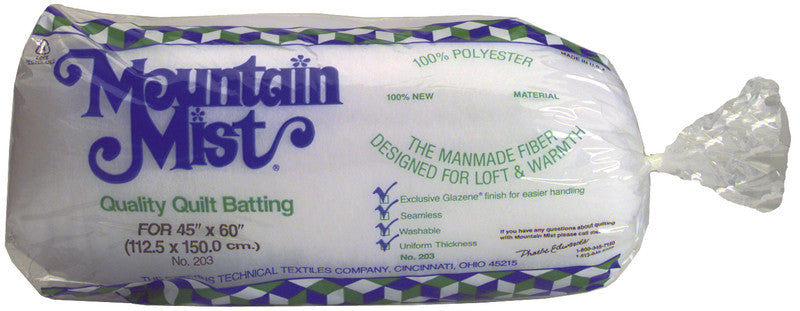 Mountain
Mist®
Quality Quilt Batting
FOR 45" x 60"
(112.5 x 150.0 cm.)
No. 203
100% POLYESTER
MADE IN U.S.A.
100% NEW MATERIAL
THE MANMADE FIBER
DESIGNED FOR LOFT & WARMTH
Exclusive Glazene® finish for easier handling
Seamless
Washable
Uniform Thickness
No. 203
If you have any questions about quilting
with Mountain Mist please call me.
Phoebe Edwards
TECHNICAL TEXTILES COMPANY, CINCINNATI, OHIO 45215